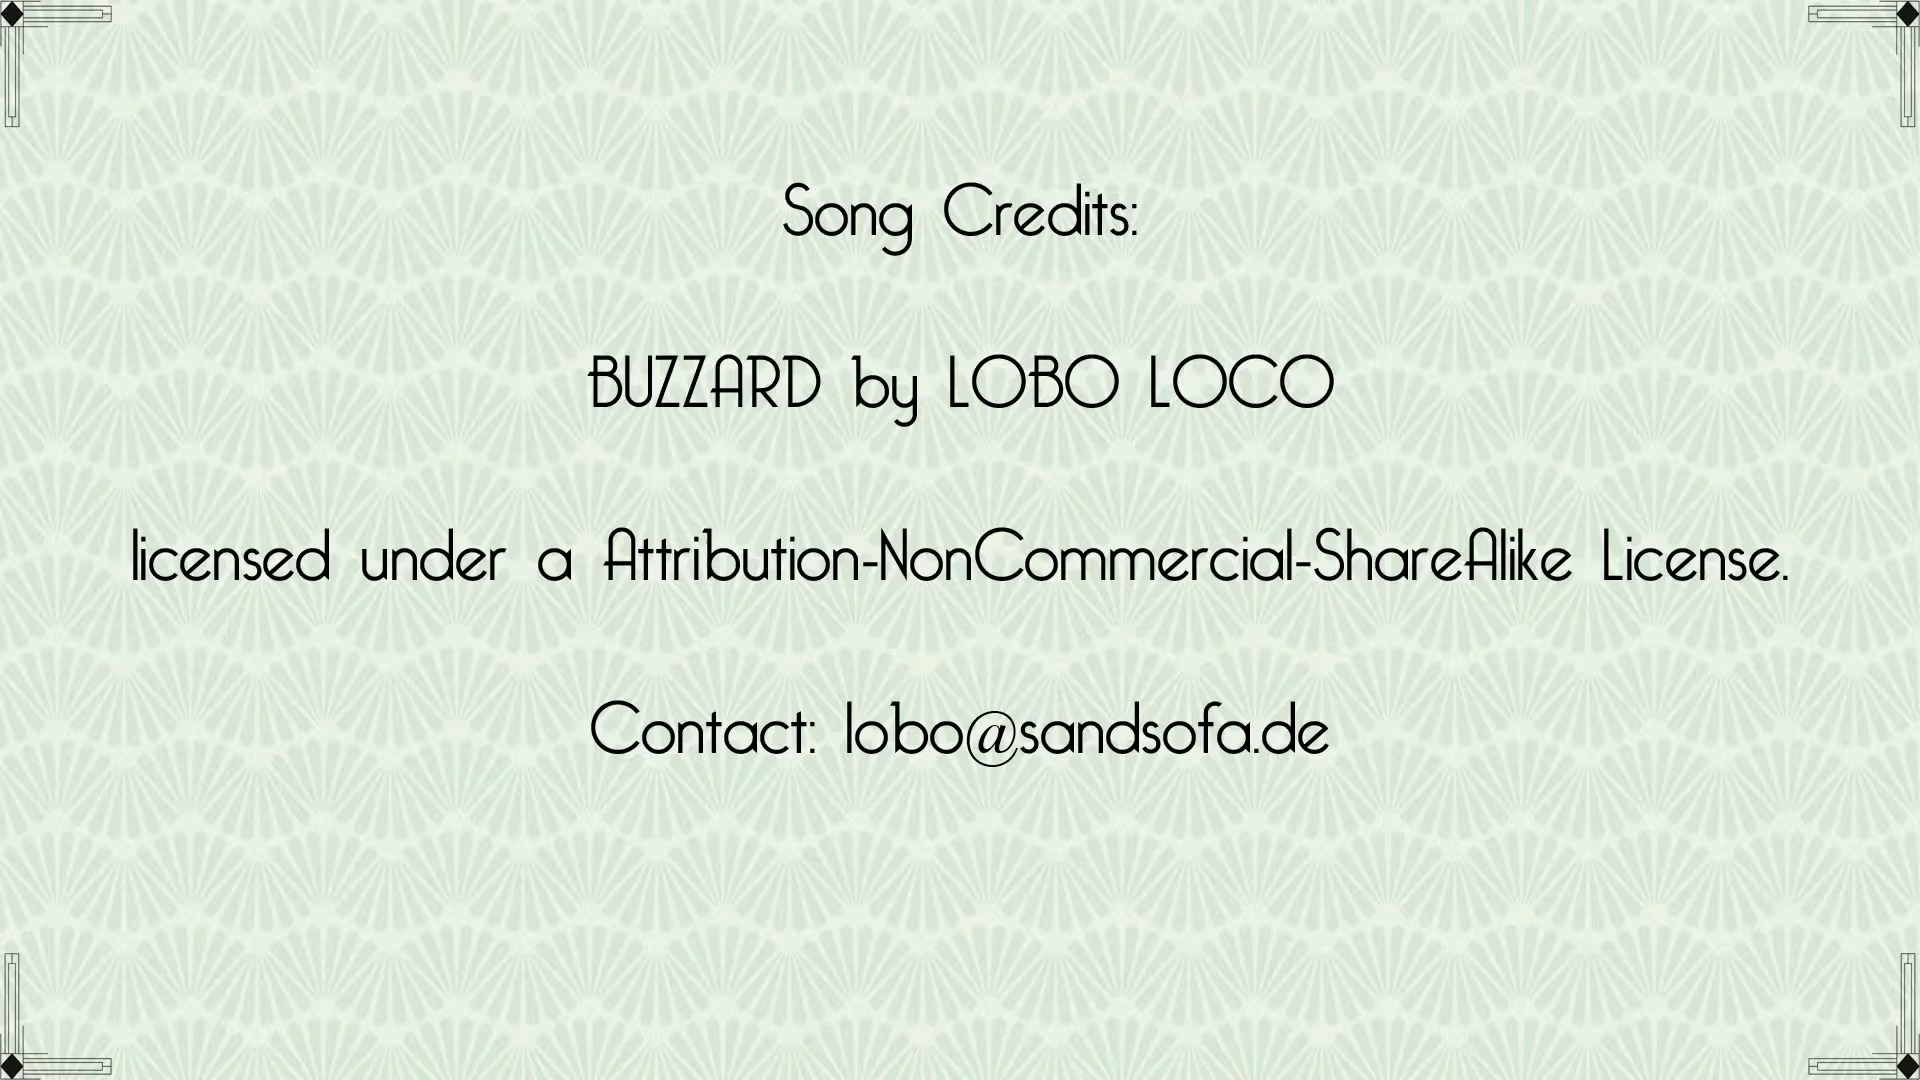 Song Credits:
BUZZARD by LOBO LOCO
licensed under a Attribution-NonCommercial-ShareAlike License.
Contact: lobo@sandsofa.de